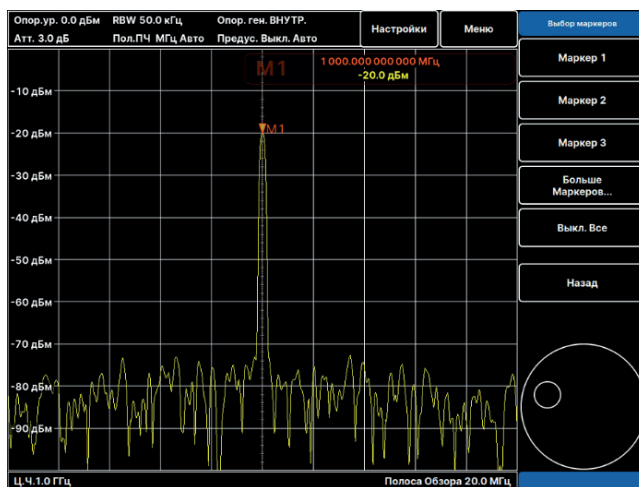 Опор.ур. 0.0 дБм RBW 50.0 кГц Опор. ген. ВНУТР.
Атт. 3.0 дБ Пол.ПЧ МГц Авто Предус. Выкл. Авто
Настройки
Меню
Выбор маркеров
M1 1 000.000 000 000 МГц
-20.0 дБм
Маркер 1
Маркер 2
Маркер 3
Больше
Маркеров...
Выкл. Все
Назад
-10 дБм
M1
-20 дБм
-30 дБм
-40 дБм
-50 дБм
-60 дБм
-70 дБм
-80 дБм
-90 дБм
Ц.Ч.1.0 ГГц
Полоса Обзора 20.0 МГц